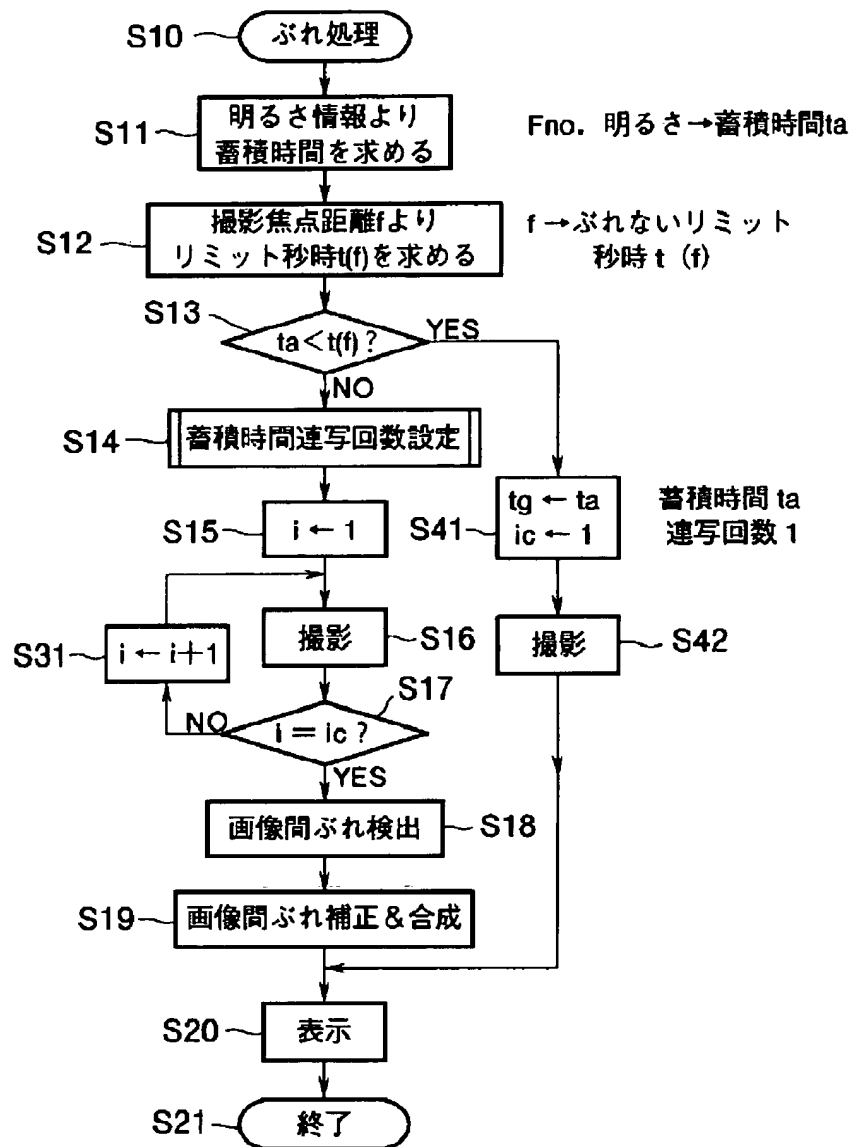 S10
ぶれ処理
S11
明るさ情報より
蓄積時間を求める
Fno. 明るさ→蓄積時間ta
S12
撮影焦点距離fより
リミット秒時t(f)を求める
f→ぶれないリミット
秒時 t (f)
S13
ta<t(f)?
YES
NO
S14
蓄積時間連写回数設定
S15
i ← 1
S41
tg ← ta
ic ← 1
蓄積時間 ta
連写回数 1
S31
i ← i+1
撮影
S16
撮影
S42
S17
NO
i = ic ?
YES
画像間ぶれ検出
S18
S19
画像間ぶれ補正&合成
S20
表示
S21
終了